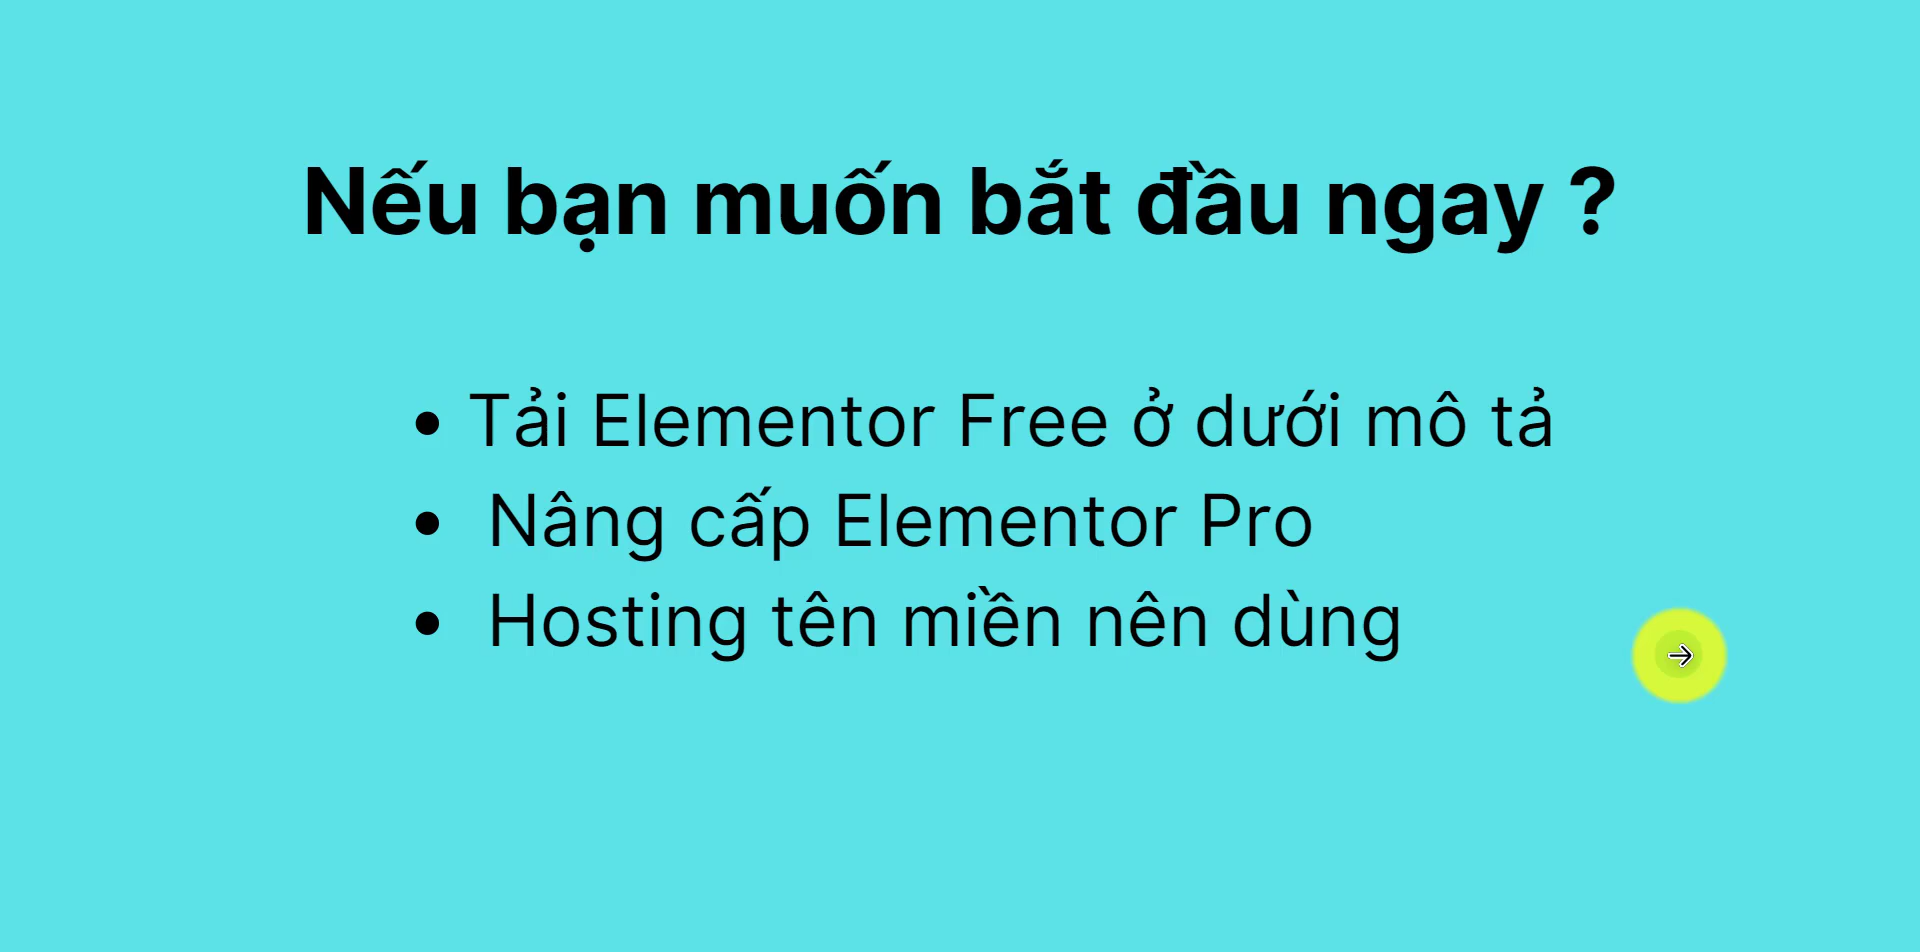 Nếu bạn muốn bắt đầu ngay ?
• Tải Elementor Free ở dưới mô tả
• Nâng cấp Elementor Pro
• Hosting tên miền nên dùng